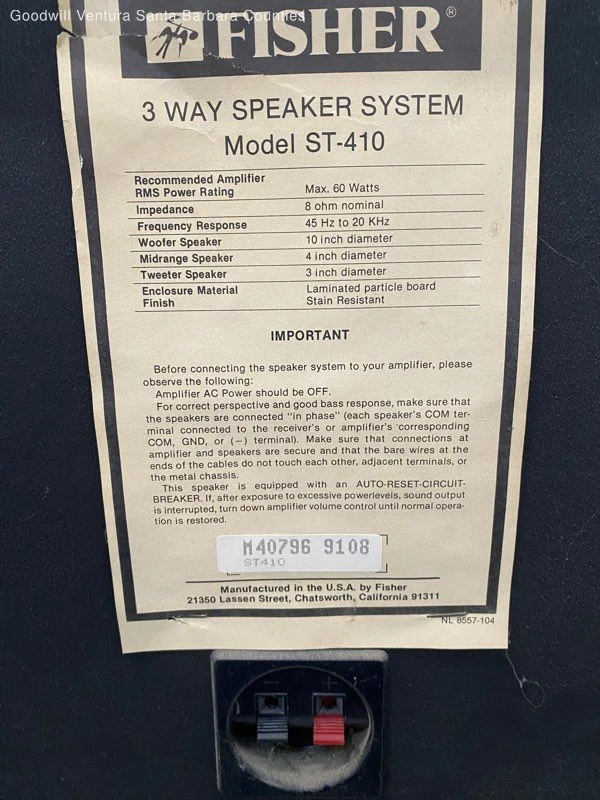 Goodwill Ventura Santa Barbara Counties
FISHER®
3 WAY SPEAKER SYSTEM
Model ST-410
Recommended Amplifier
RMS Power Rating Max. 60 Watts
Impedance 8 ohm nominal
Frequency Response 45 Hz to 20 KHz
Woofer Speaker 10 inch diameter
Midrange Speaker 4 inch diameter
Tweeter Speaker 3 inch diameter
Enclosure Material Laminated particle board
Finish Stain Resistant
IMPORTANT
Before connecting the speaker system to your amplifier, please
observe the following:
Amplifier AC Power should be OFF.
For correct perspective and good bass response, make sure that
the speakers are connected "in phase" (each speaker's COM ter-
minal connected to the receiver's or amplifier's corresponding
COM, GND, or (−) terminal). Make sure that connections at
amplifier and speakers are secure and that the bare wires at the
ends of the cables do not touch each other, adjacent terminals, or
the metal chassis.
This speaker is equipped with an AUTO-RESET-CIRCUIT-
BREAKER. If, after exposure to excessive powerlevels, sound output
is interrupted, turn down amplifier volume control until normal opera-
tion is restored.
M40796 9108
ST410
Manufactured in the U.S.A. by Fisher
21350 Lassen Street, Chatsworth, California 91311
NL 8557-104
− +